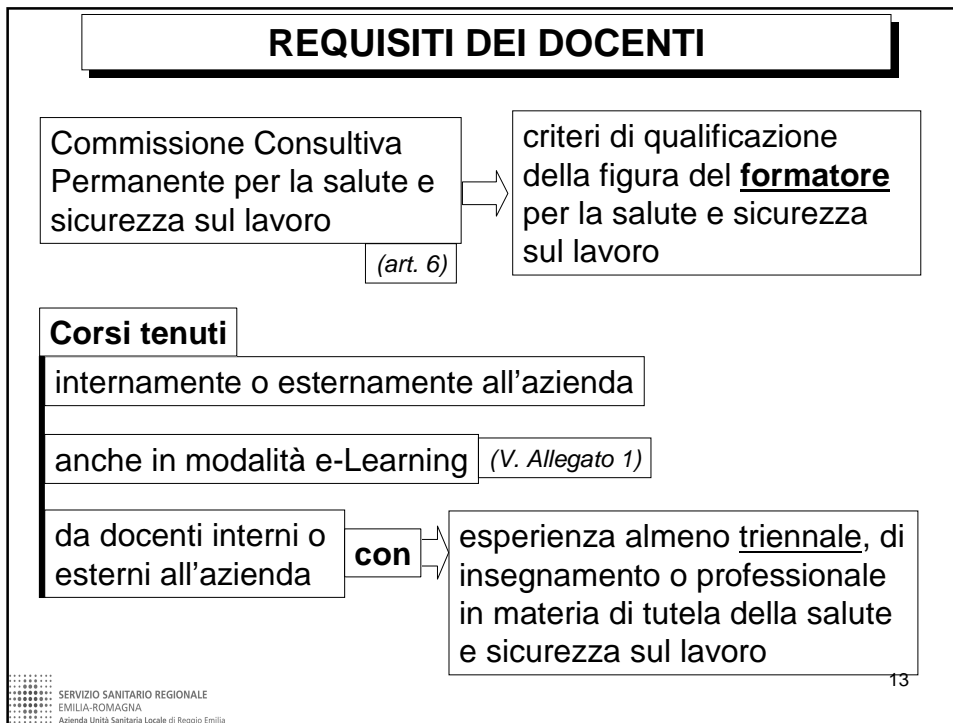 REQUISITI DEI DOCENTI
Commissione Consultiva
Permanente per la salute e
sicurezza sul lavoro
(art. 6)
criteri di qualificazione
della figura del formatore
per la salute e sicurezza
sul lavoro
Corsi tenuti
internamente o esternamente all’azienda
anche in modalità e-Learning
(V. Allegato 1)
da docenti interni o
esterni all’azienda
con
esperienza almeno triennale, di
insegnamento o professionale
in materia di tutela della salute
e sicurezza sul lavoro
13
SERVIZIO SANITARIO REGIONALE
EMILIA-ROMAGNA
Azienda Unità Sanitaria Locale di Reggio Emilia